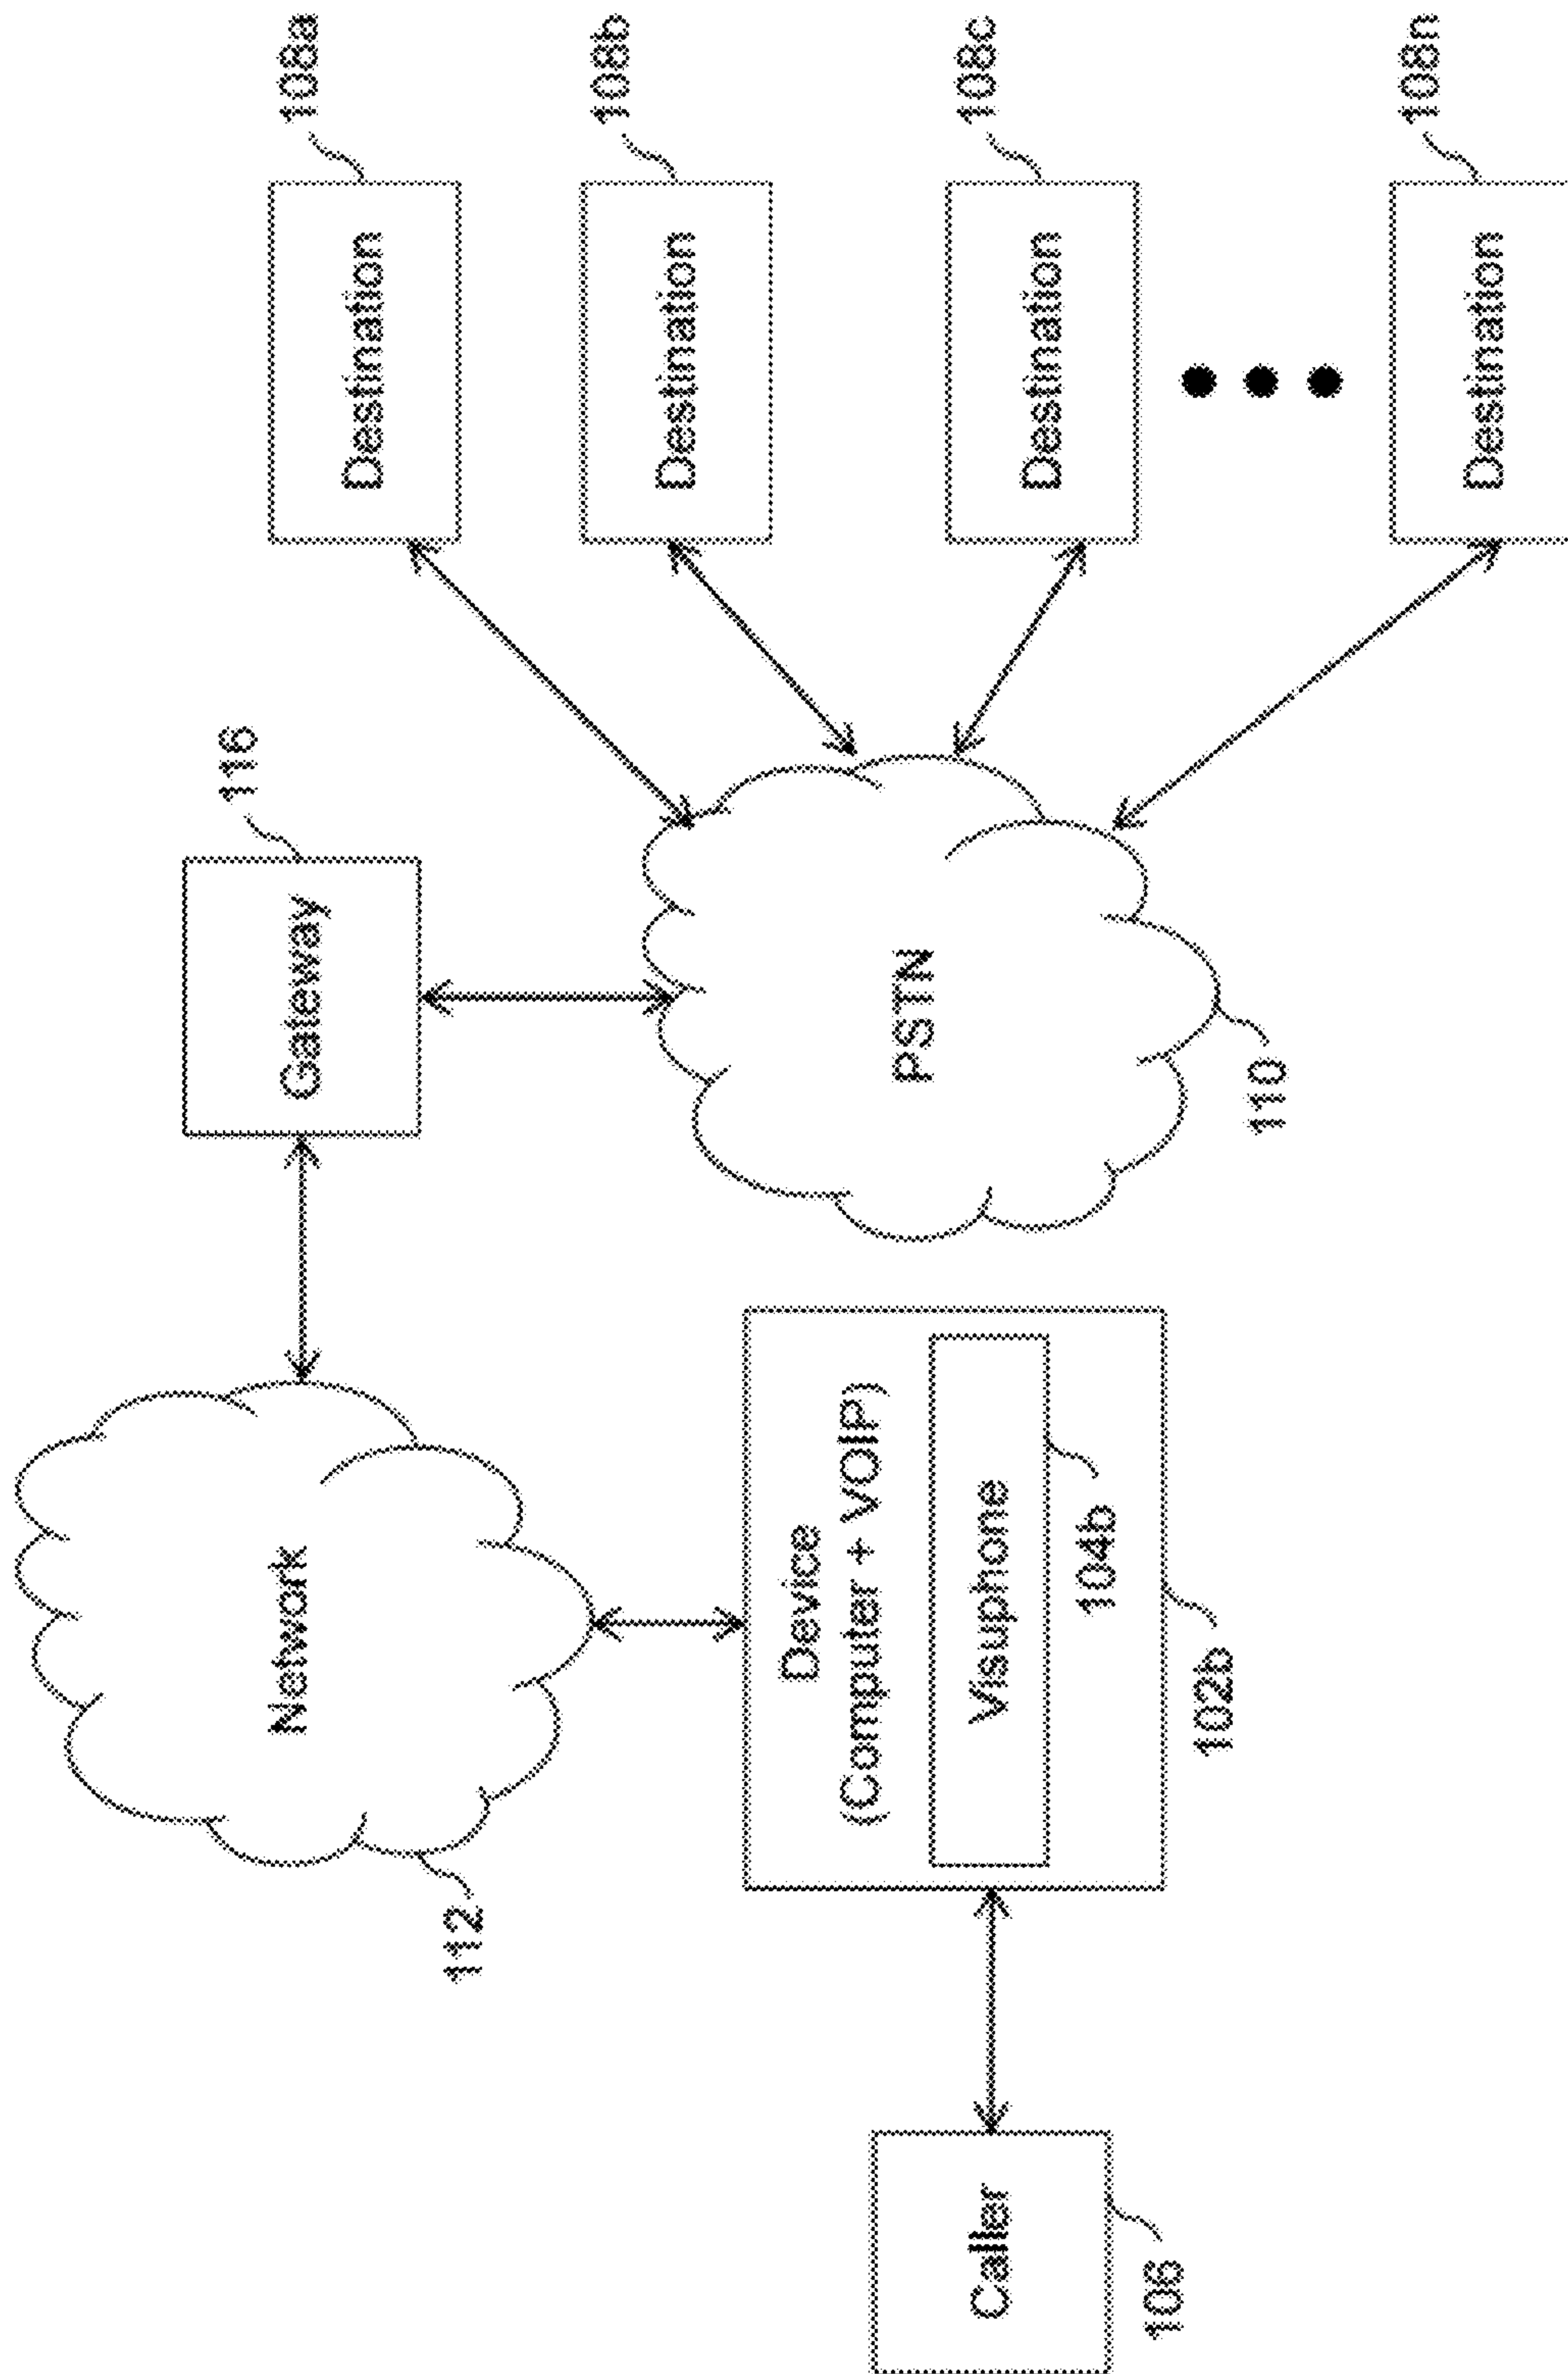 Network
112
Gateway
116
Destination
108a
Destination
108b
Destination
108c
Destination
108n
PSTN
110
Device
(Computer + VOIP)
Visuphone
104b
102b
Caller
106